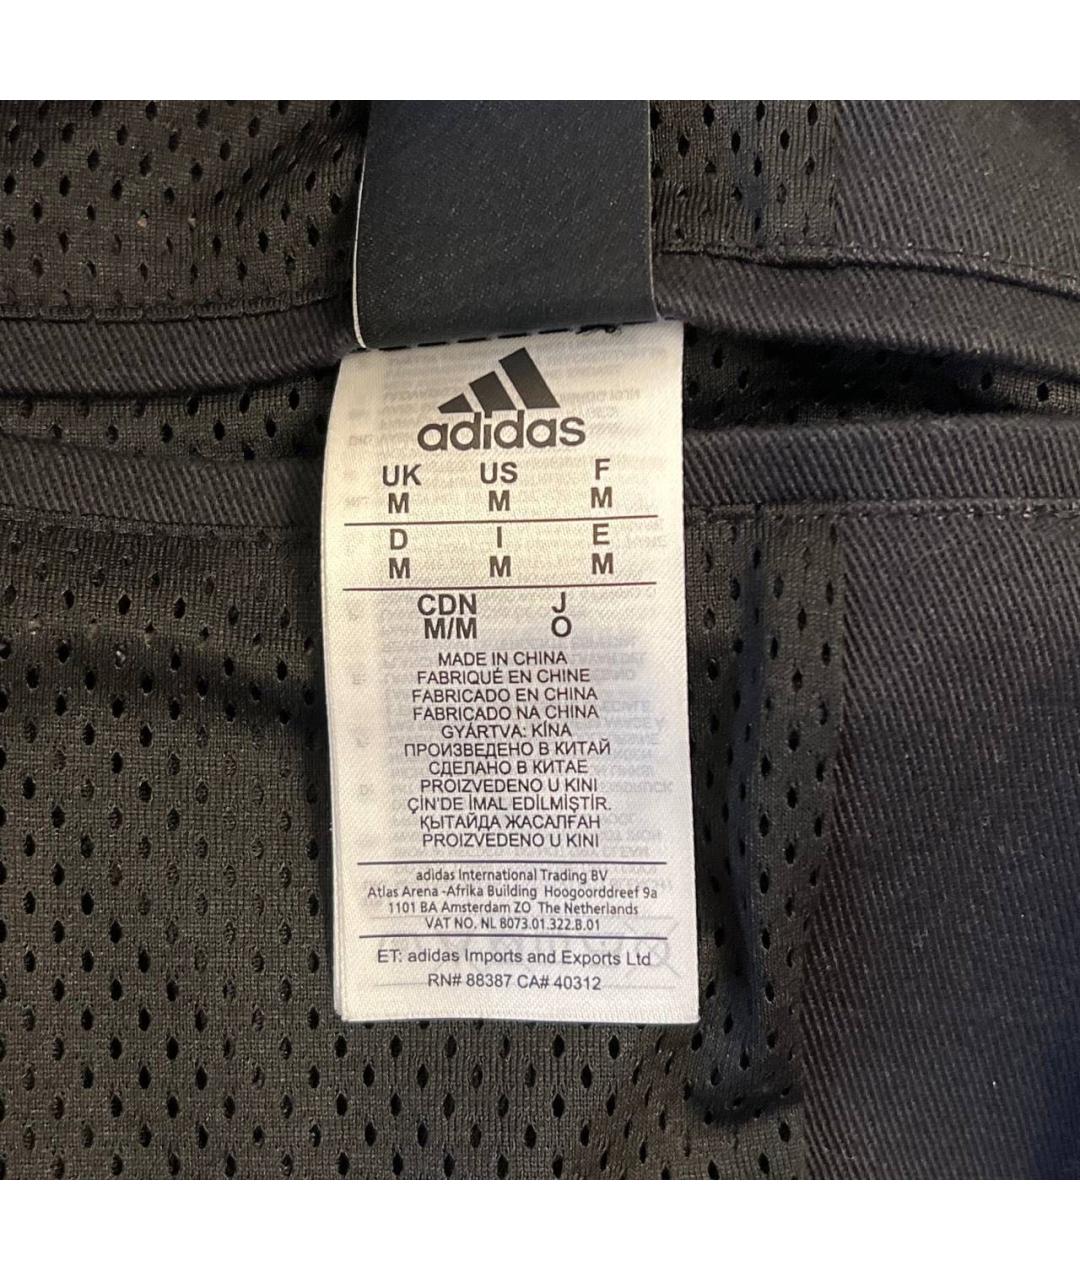 adidas
UK US F
M M M
D I E
M M M
CDN J
M/M O
MADE IN CHINA
FABRIQUÉ EN CHINE
FABRICADO EN CHINA
FABRICADO NA CHINA
GYÁRTVA: KÍNA
ПРОИЗВЕДЕНО В КИТАЙ
СДЕЛАНО В КИТАЕ
PROIZVEDENO U KINI
ÇİN'DE İMAL EDİLMİŞTİR.
ҚЫТАЙДА ЖАСАЛҒАН
PROIZVEDENO U KINI
adidas International Trading BV
Atlas Arena -Afrika Building Hoogoorddreef 9a
1101 BA Amsterdam ZO The Netherlands
VAT NO. NL 8073.01.322.B.01
ET: adidas Imports and Exports Ltd
RN# 88387 CA# 40312